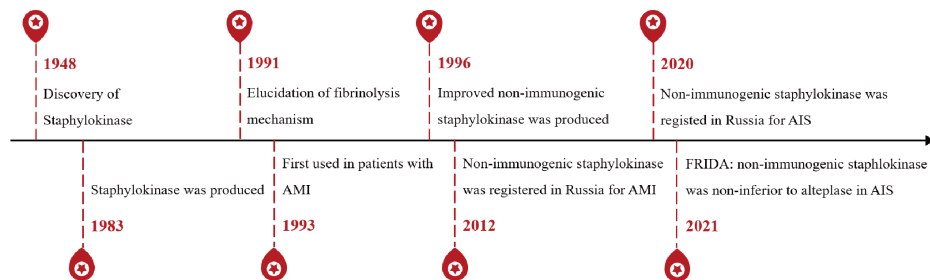 1948
Discovery of
Staphylokinase
1991
Elucidation of fibrinolysis
mechanism
1996
Improved non-immunogenic
staphylokinase was produced
2020
Non-immunogenic staphylokinase was
registed in Russia for AIS
Staphylokinase was produced
1983
First used in patients with
AMI
1993
Non-immunogenic staphylokinase
was registered in Russia for AMI
2012
FRIDA: non-immunogenic staphlokinase
was non-inferior to alteplase in AIS
2021